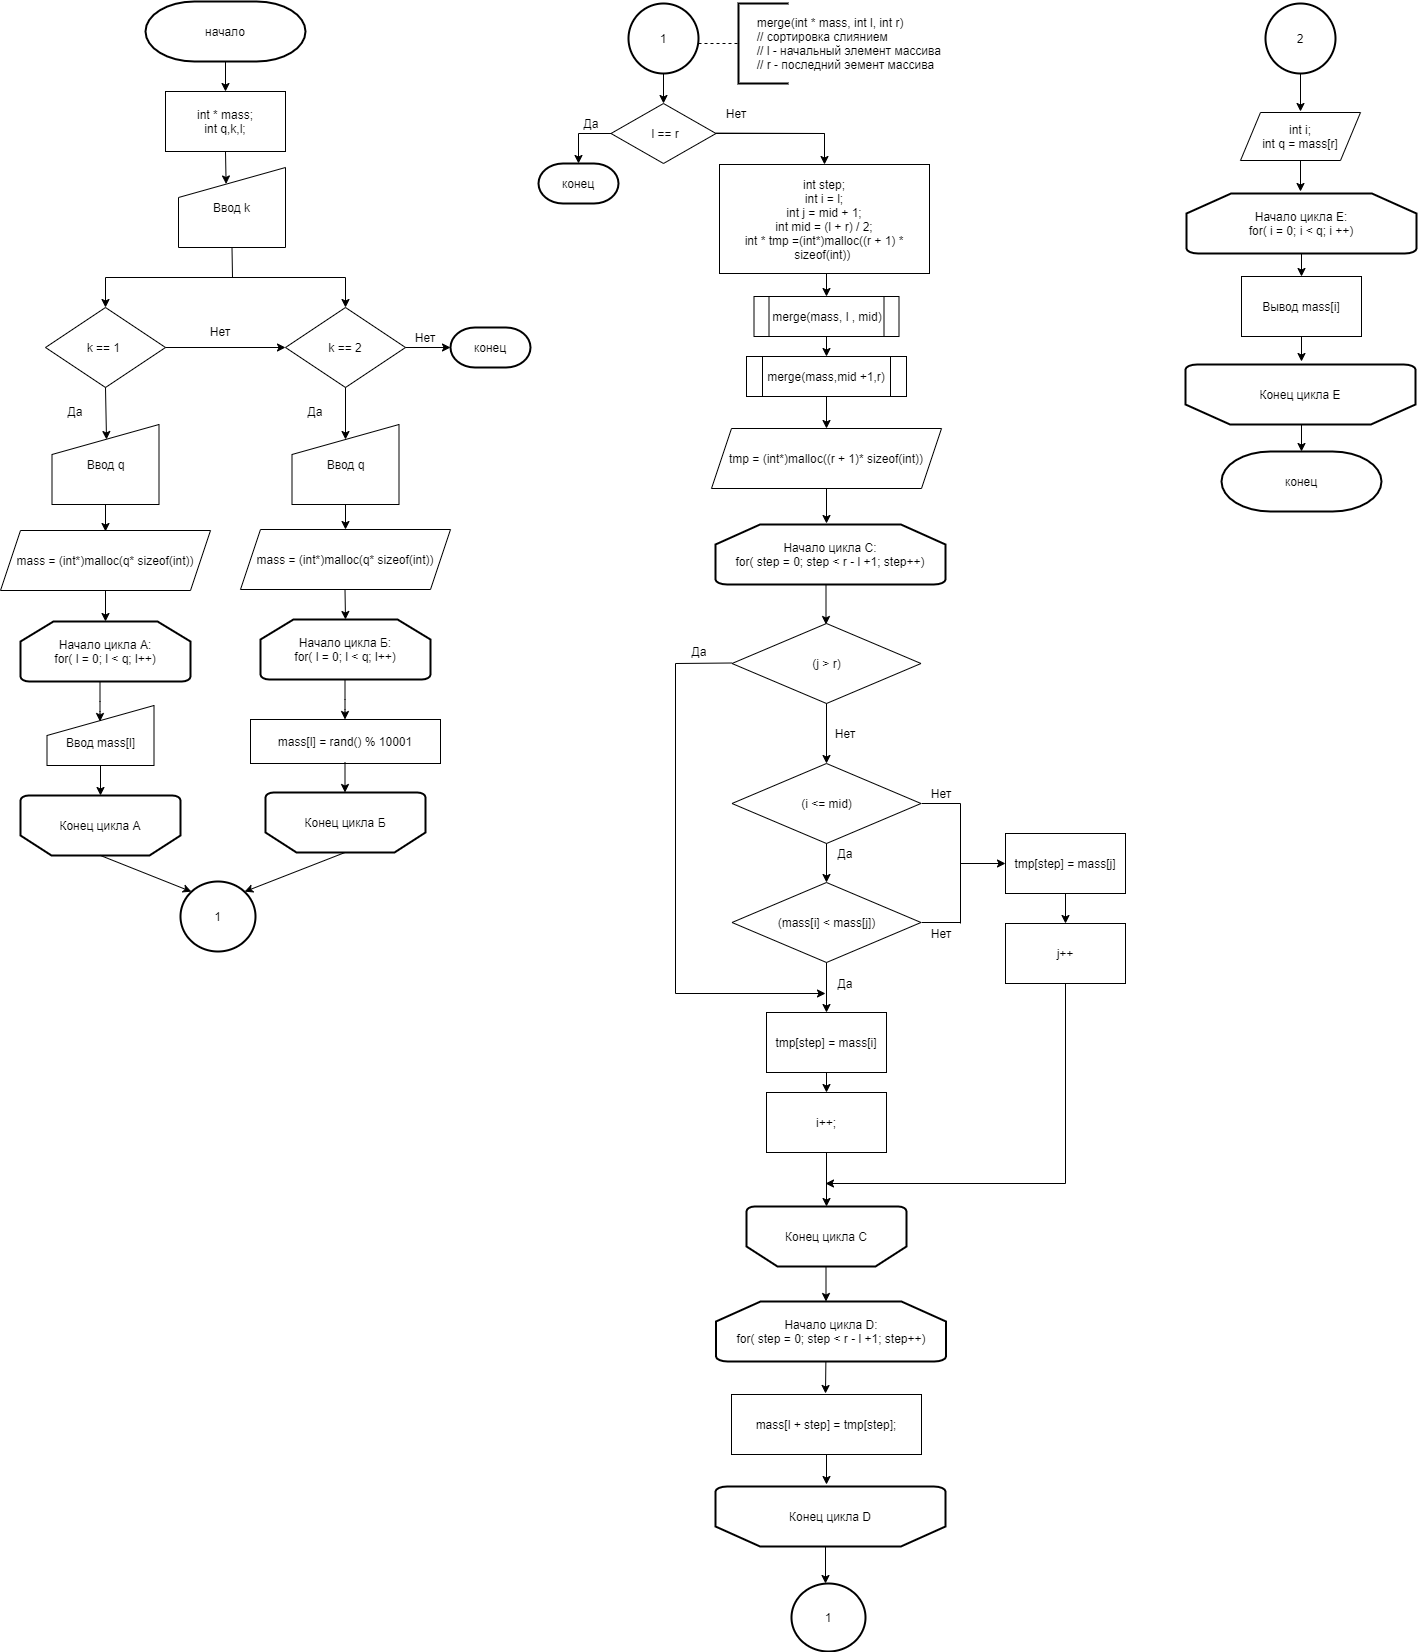 начало
int * mass;
int q,k,l;
Ввод k
k == 1
Нет
k == 2
Нет
конец
Да
Да
Ввод q
Ввод q
mass = (int*)malloc(q* sizeof(int))
mass = (int*)malloc(q* sizeof(int))
Начало цикла А:
for( l = 0; l < q; l++)
Начало цикла Б:
for( l = 0; l < q; l++)
Ввод mass[l]
mass[l] = rand() % 10001
Конец цикла А
Конец цикла Б
1
1
merge(int * mass, int l, int r)
// сортировка слиянием
// l - начальный элемент массива
// r - последний эемент массива
l == r
Да
Нет
конец
int step;
int i = l;
int j = mid + 1;
int mid = (l + r) / 2;
int * tmp =(int*)malloc((r + 1) *
sizeof(int))
merge(mass, l , mid)
merge(mass,mid +1,r)
tmp = (int*)malloc((r + 1)* sizeof(int))
Начало цикла С:
for( step = 0; step < r - l +1; step++)
Да
(j > r)
Нет
(i <= mid)
Нет
Да
tmp[step] = mass[j]
(mass[i] < mass[j])
Нет
j++
Да
tmp[step] = mass[i]
i++;
Конец цикла С
Начало цикла D:
for( step = 0; step < r - l +1; step++)
mass[l + step] = tmp[step];
Конец цикла D
1
2
int i;
int q = mass[r]
Начало цикла Е:
for( i = 0; i < q; i ++)
Вывод mass[i]
Конец цикла Е
конец